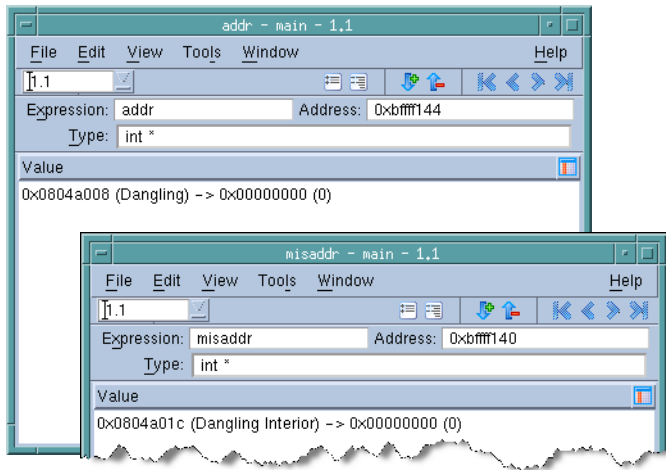 addr - main - 1.1
File Edit View Tools Window Help
1.1
Expression: addr Address: 0xbffff144
Type: int *
Value
0x0804a008 (Dangling) -> 0x00000000 (0)
misaddr - main - 1.1
File Edit View Tools Window Help
1.1
Expression: misaddr Address: 0xbffff140
Type: int *
Value
0x0804a01c (Dangling Interior) -> 0x00000000 (0)